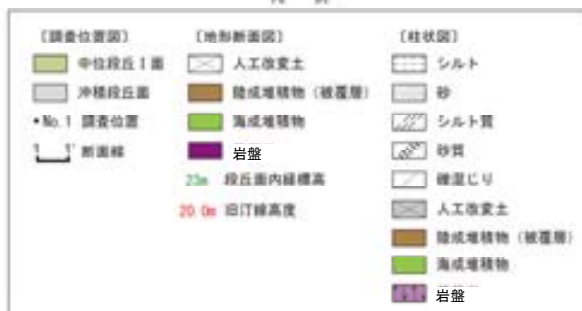 〔調査位置図〕
中位段丘Ⅰ面
沖積段丘面
•No.1 調査位置
1 1' 断面線
〔地形断面図〕
人工改変土
陸成堆積物（被覆層）
海成堆積物
岩盤
23m 段丘面内縁標高
20.0m 旧汀線高度
〔柱状図〕
シルト
砂
シルト質
砂質
礫混じり
人工改変土
陸成堆積物（被覆層）
海成堆積物
岩盤